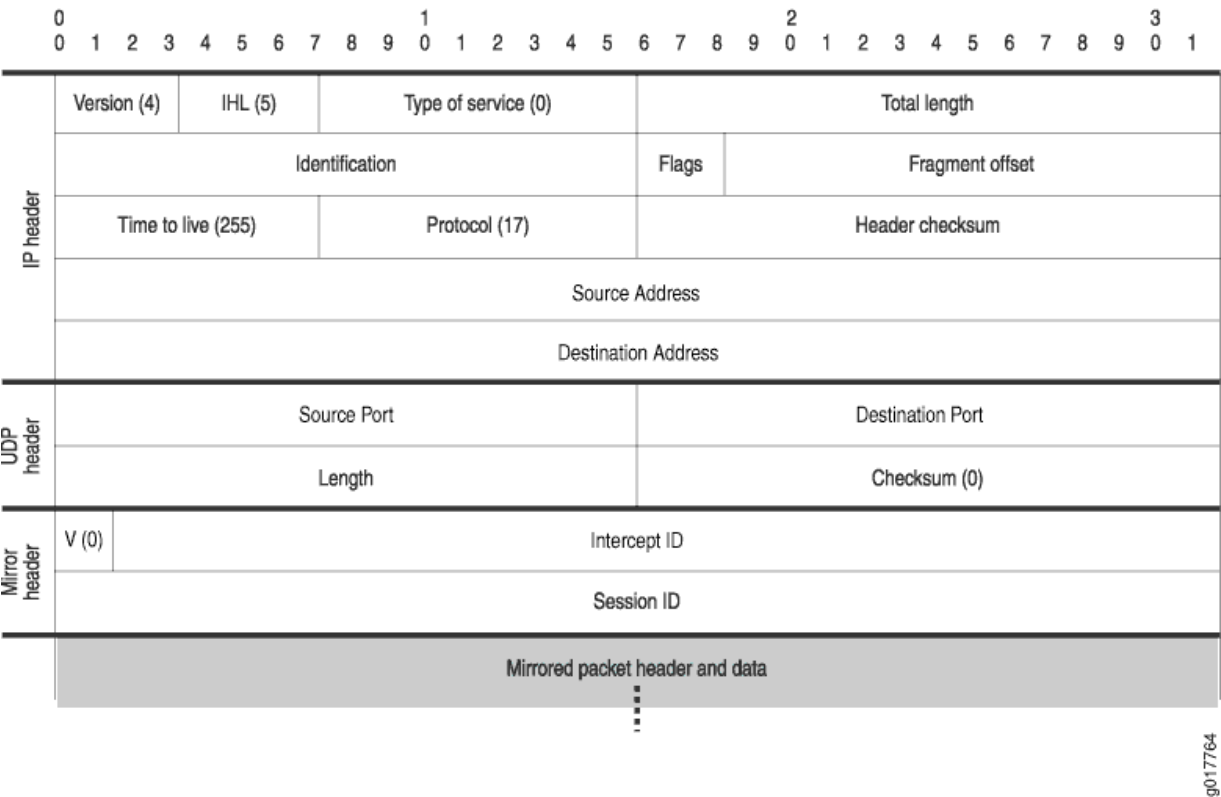 0 1 2 3
0 1 2 3 4 5 6 7 8 9 0 1 2 3 4 5 6 7 8 9 0 1 2 3 4 5 6 7 8 9 0 1
IP header
Version (4) IHL (5) Type of service (0) Total length
Identification Flags Fragment offset
Time to live (255) Protocol (17) Header checksum
Source Address
Destination Address
UDP
header
Source Port Destination Port
Length Checksum (0)
Mirror
header
V (0) Intercept ID
Session ID
Mirrored packet header and data
g017764